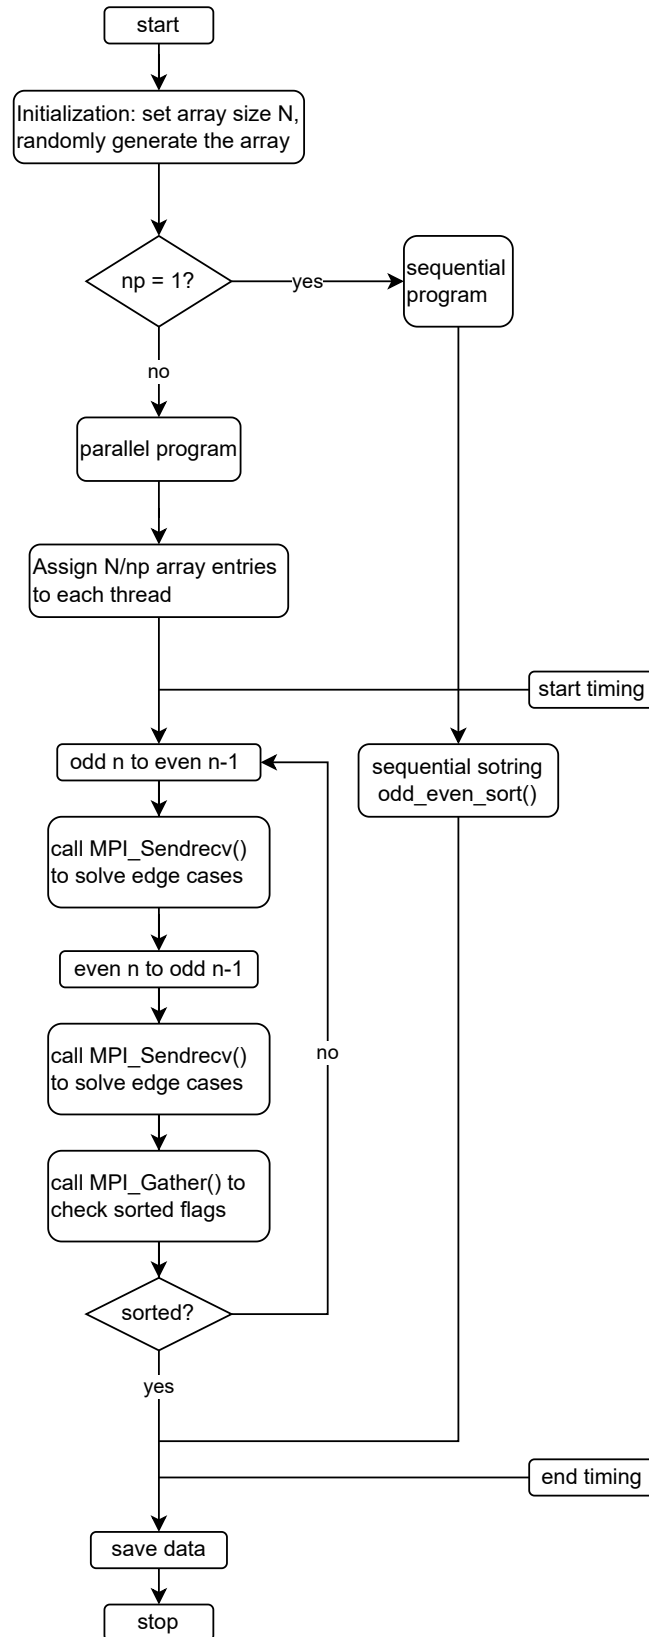 start
Initialization: set array size N,
randomly generate the array
np = 1?
yes
sequential
program
no
parallel program
Assign N/np array entries
to each thread
start timing
odd n to even n-1
sequential sotring
odd_even_sort()
call MPI_Sendrecv()
to solve edge cases
even n to odd n-1
call MPI_Sendrecv()
to solve edge cases
no
call MPI_Gather() to
check sorted flags
sorted?
yes
end timing
save data
stop